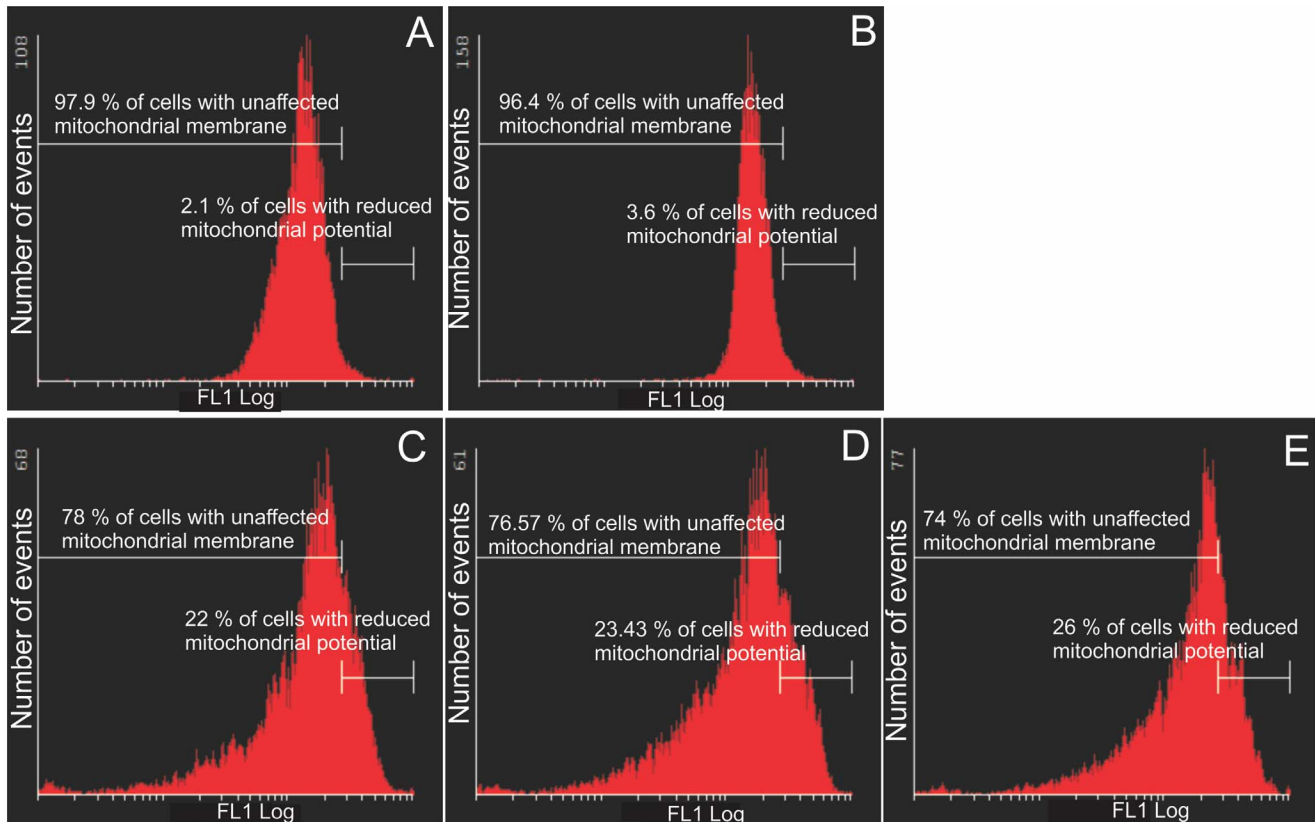 A
108
Number of events
97.9 % of cells with unaffected
mitochondrial membrane
2.1 % of cells with reduced
mitochondrial potential
FL1 Log
B
158
Number of events
96.4 % of cells with unaffected
mitochondrial membrane
3.6 % of cells with reduced
mitochondrial potential
FL1 Log
C
68
Number of events
78 % of cells with unaffected
mitochondrial membrane
22 % of cells with reduced
mitochondrial potential
FL1 Log
D
61
Number of events
76.57 % of cells with unaffected
mitochondrial membrane
23.43 % of cells with reduced
mitochondrial potential
FL1 Log
E
77
Number of events
74 % of cells with unaffected
mitochondrial membrane
26 % of cells with reduced
mitochondrial potential
FL1 Log